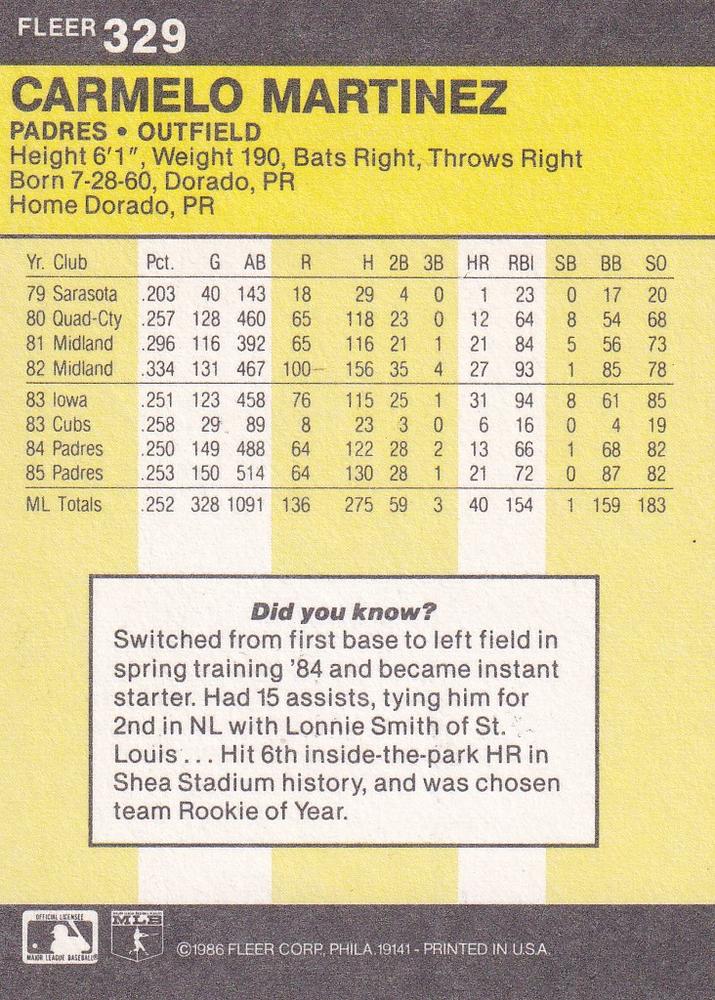 FLEER 329
CARMELO MARTINEZ
PADRES • OUTFIELD
Height 6'1", Weight 190, Bats Right, Throws Right
Born 7-28-60, Dorado, PR
Home Dorado, PR
Yr. Club Pct. G AB R H 2B 3B HR RBI SB BB SO
79 Sarasota .203 40 143 18 29 4 0 1 23 0 17 20
80 Quad-Cty .257 128 460 65 118 23 0 12 64 8 54 68
81 Midland .296 116 392 65 116 21 1 21 84 5 56 73
82 Midland .334 131 467 100 156 35 4 27 93 1 85 78
83 Iowa .251 123 458 76 115 25 1 31 94 8 61 85
83 Cubs .258 29 89 8 23 3 0 6 16 0 4 19
84 Padres .250 149 488 64 122 28 2 13 66 1 68 82
85 Padres .253 150 514 64 130 28 1 21 72 0 87 82
ML Totals .252 328 1091 136 275 59 3 40 154 1 159 183
Did you know?
Switched from first base to left field in
spring training '84 and became instant
starter. Had 15 assists, tying him for
2nd in NL with Lonnie Smith of St.
Louis... Hit 6th inside-the-park HR in
Shea Stadium history, and was chosen
team Rookie of Year.
OFFICIAL LICENSEE
MAJOR LEAGUE BASEBALL
MLB
©1986 FLEER CORP. PHILA. 19141 - PRINTED IN U.S.A.